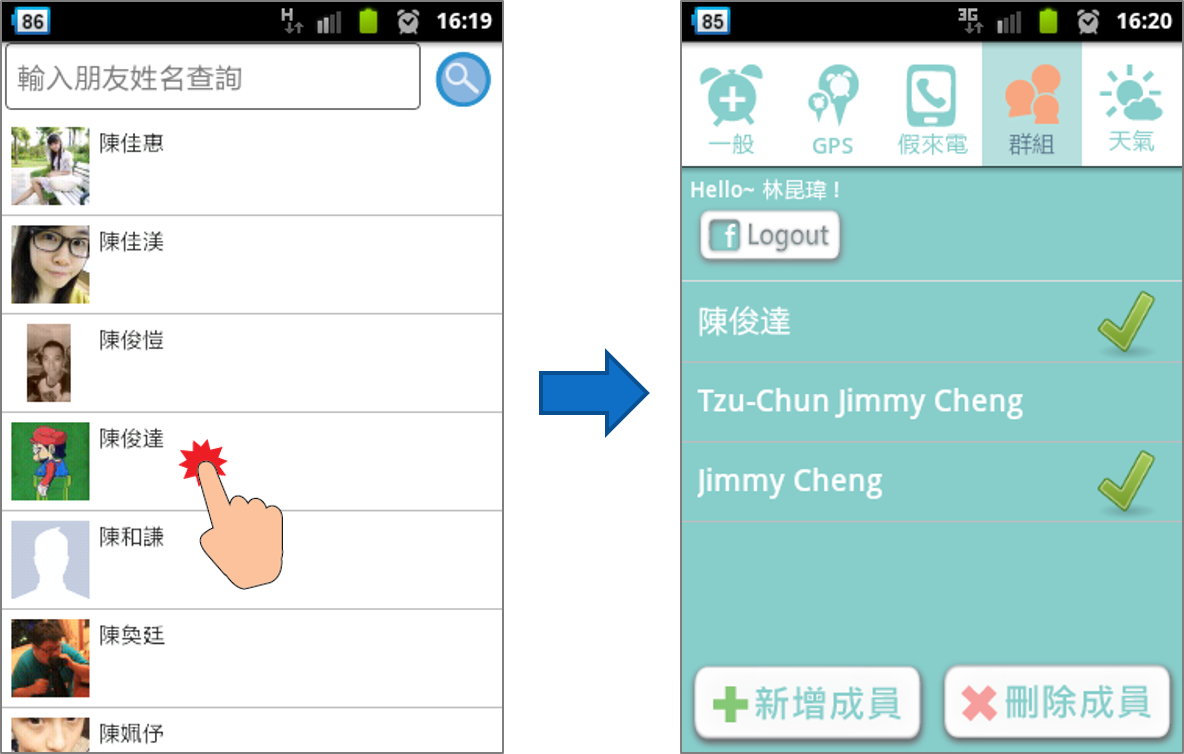 86
H
16:19
輸入朋友姓名查詢
陳佳惠
陳佳渼
陳俊愷
陳俊達
陳和謙
陳奐廷
陳姵伃
85
3G
16:20
一般
GPS
假來電
群組
天氣
Hello~ 林昆瑋 !
f Logout
陳俊達
Tzu-Chun Jimmy Cheng
Jimmy Cheng
新增成員
刪除成員